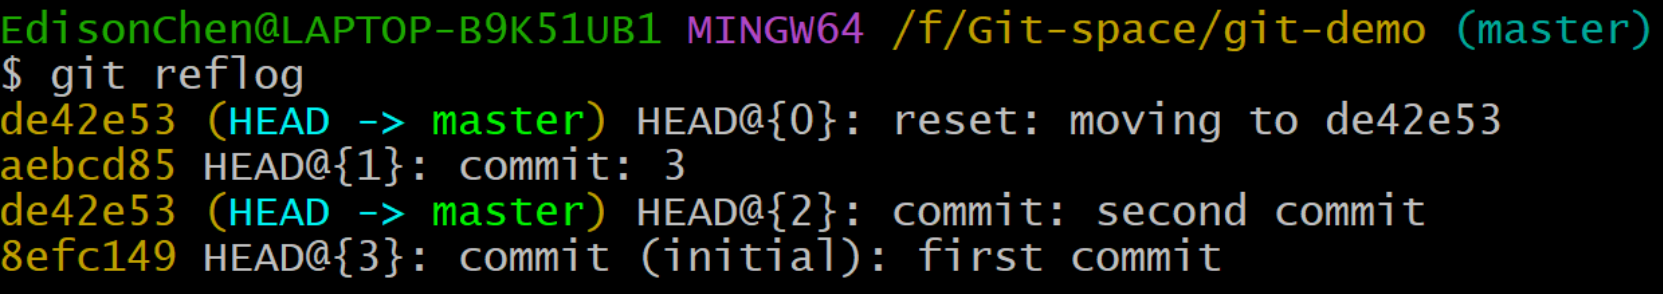 EdisonChen@LAPTOP-B9K51UB1 MINGW64 /f/Git-space/git-demo (master)
$ git reflog
de42e53 (HEAD -> master) HEAD@{0}: reset: moving to de42e53
aebcd85 HEAD@{1}: commit: 3
de42e53 (HEAD -> master) HEAD@{2}: commit: second commit
8efc149 HEAD@{3}: commit (initial): first commit